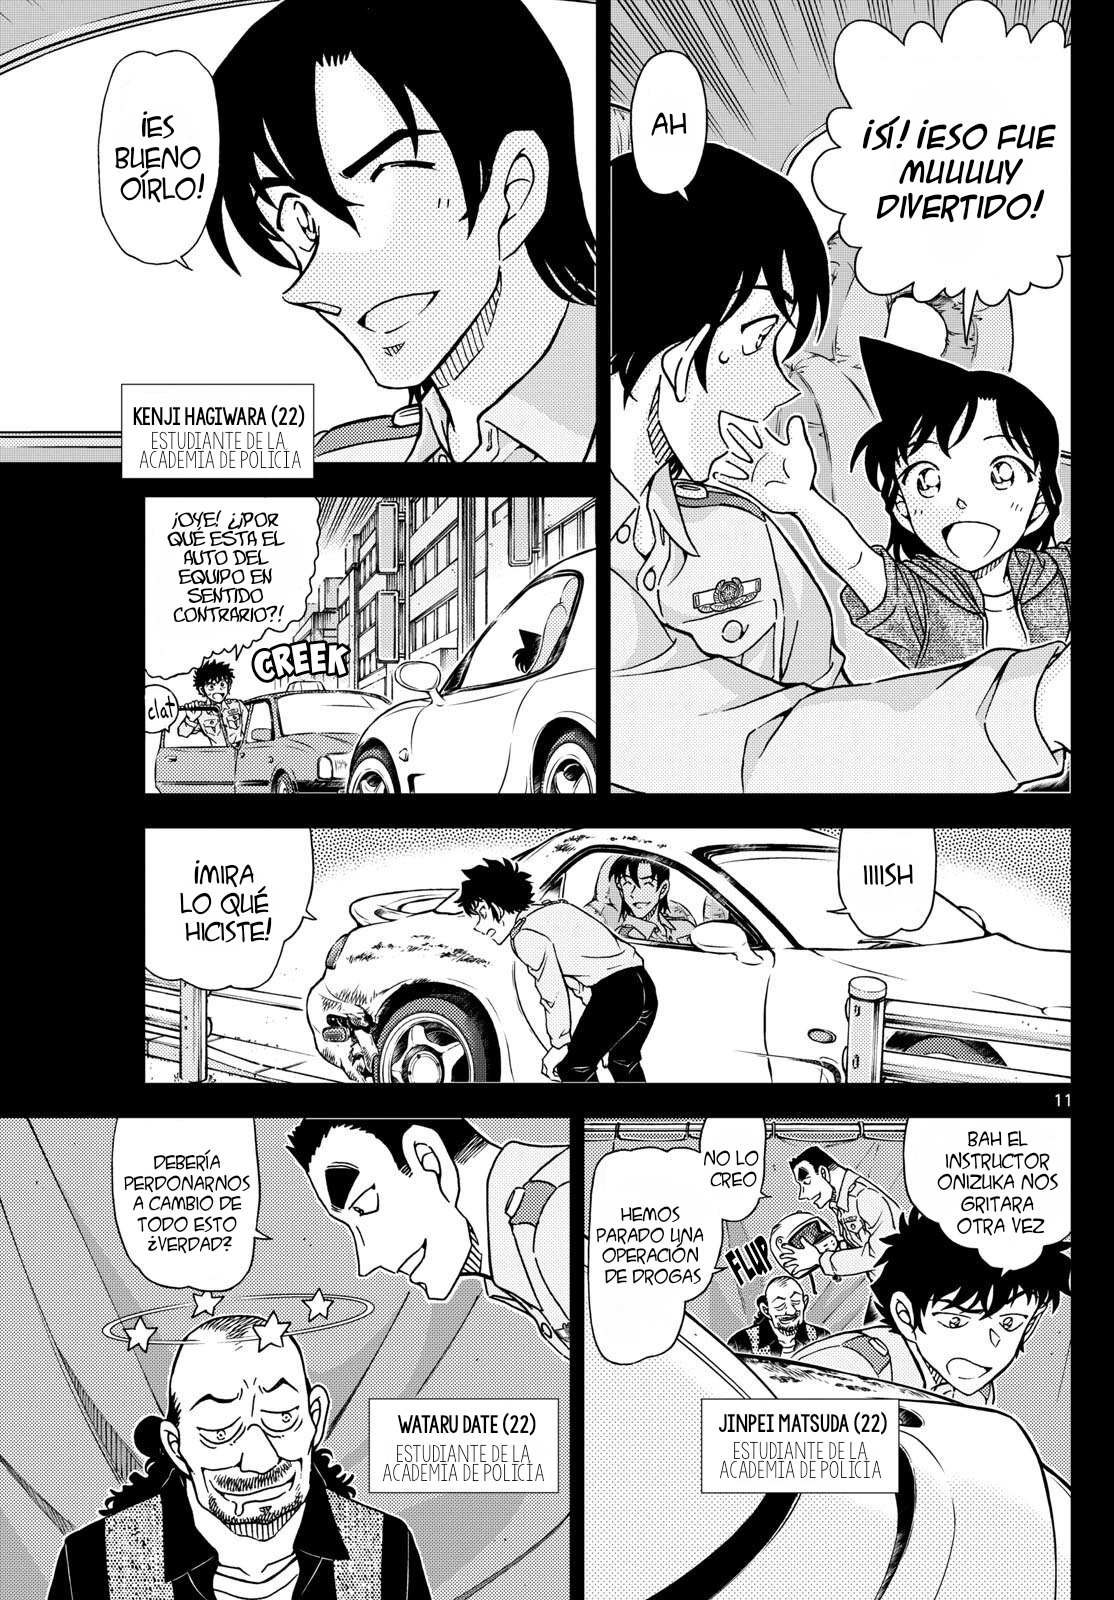 ¡SÍ! ¡ESO FUE
MUUUUY
DIVERTIDO!
AH
¡ES
BUENO
OÍRLO!
KENJI HAGIWARA (22)
ESTUDIANTE DE LA
ACADEMIA DE POLICÍA
¡OYE! ¿¡POR
QUÉ ESTA EL
AUTO DEL
EQUIPO EN
SENTIDO
CONTRARIO?!
CREEK
clat
IIIISH
¡MIRA
LO QUÉ
HICISTE!
11
BAH EL
INSTRUCTOR
ONIZUKA NOS
GRITARA
OTRA VEZ
NO LO
CREO
HEMOS
PARADO UNA
OPERACIÓN
DE DROGAS
FLUP
JINPEI MATSUDA (22)
ESTUDIANTE DE LA
ACADEMIA DE POLICÍA
DEBERÍA
PERDONARNOS
A CAMBIO DE
TODO ESTO
¿VERDAD?
WATARU DATE (22)
ESTUDIANTE DE LA
ACADEMIA DE POLICÍA